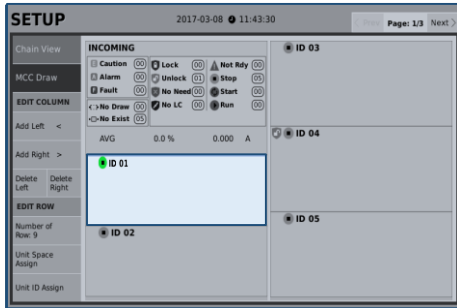 SETUP
2017-03-08 11:43:30
< Prev Page: 1/3 Next >
Chain View
MCC Draw
EDIT COLUMN
Add Left <
Add Right >
Delete Left
Delete Right
EDIT ROW
Number of
Row: 9
Unit Space
Assign
Unit ID Assign
INCOMING
Caution 00 Lock 00 Not Rdy 00
Alarm 00 Unlock 01 Stop 05
Fault 00 No Need 00 Start 00
No Draw 00 No LC 00 Run 00
No Exist 05
AVG 0.0 % 0.000 A
ID 01
ID 02
ID 03
ID 04
ID 05